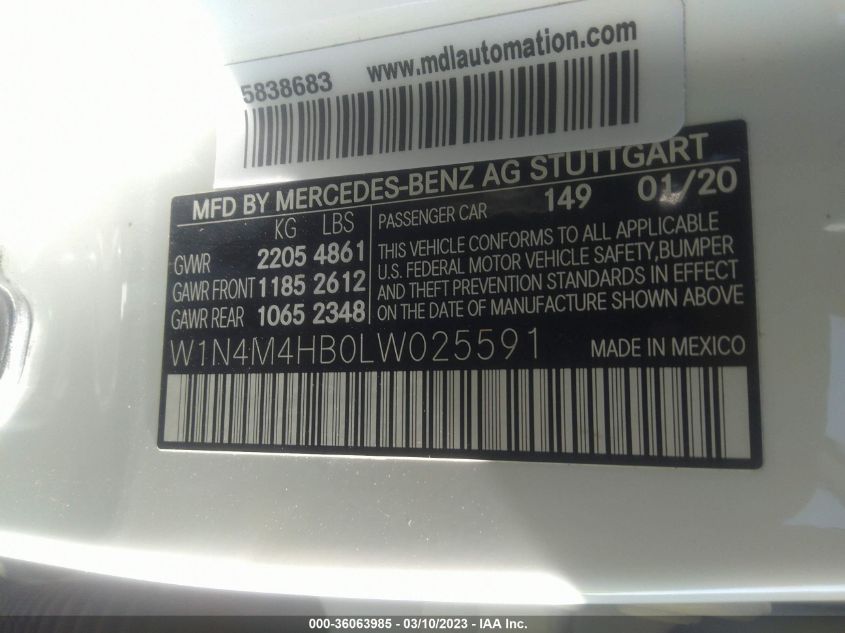 5838683 www.mdlautomation.com
MFD BY MERCEDES-BENZ AG STUTTGART
KG LBS
GVWR 2205 4861
GAWR FRONT 1185 2612
GAWR REAR 1065 2348
PASSENGER CAR 149 01/20
THIS VEHICLE CONFORMS TO ALL APPLICABLE
U.S. FEDERAL MOTOR VEHICLE SAFETY, BUMPER
AND THEFT PREVENTION STANDARDS IN EFFECT
ON THE DATE OF MANUFACTURE SHOWN ABOVE
W1N4M4HB0LW025591 MADE IN MEXICO
000-36063985 - 03/10/2023 - IAA Inc.